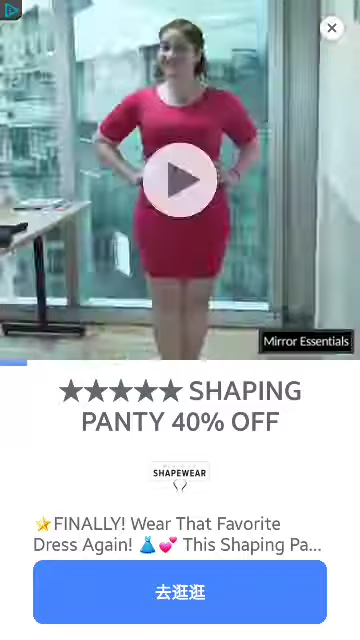 Mirror Essentials
★★★★★ SHAPING
PANTY 40% OFF
SHAPEWEAR
⭐FINALLY! Wear That Favorite
Dress Again! 👗💕 This Shaping Pa...
去逛逛